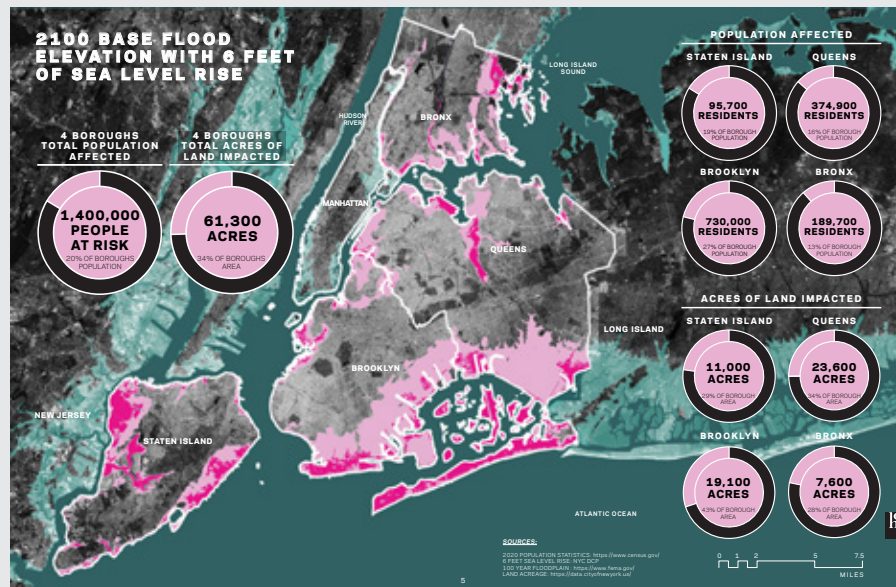 2100 BASE FLOOD
ELEVATION WITH 6 FEET
OF SEA LEVEL RISE
4 BOROUGHS
TOTAL POPULATION
AFFECTED
1,400,000
PEOPLE
AT RISK
20% OF BOROUGHS
POPULATION
4 BOROUGHS
TOTAL ACRES OF
LAND IMPACTED
61,300
ACRES
34% OF BOROUGHS
AREA
HUDSON
RIVER
BRONX
LONG ISLAND
SOUND
MANHATTAN
QUEENS
LONG ISLAND
BROOKLYN
NEW JERSEY
STATEN ISLAND
ATLANTIC OCEAN
POPULATION AFFECTED
STATEN ISLAND
95,700
RESIDENTS
19% OF BOROUGH
POPULATION
QUEENS
374,900
RESIDENTS
16% OF BOROUGH
POPULATION
BROOKLYN
730,000
RESIDENTS
27% OF BOROUGH
POPULATION
BRONX
189,700
RESIDENTS
13% OF BOROUGH
POPULATION
ACRES OF LAND IMPACTED
STATEN ISLAND
11,000
ACRES
29% OF BOROUGH
AREA
QUEENS
23,600
ACRES
34% OF BOROUGH
AREA
BROOKLYN
19,100
ACRES
43% OF BOROUGH
AREA
BRONX
7,600
ACRES
28% OF BOROUGH
AREA
SOURCES:
2020 POPULATION STATISTICS: https://www.census.gov/
6 FEET SEA LEVEL RISE: NYC DCP
100 YEAR FLOODPLAIN: https://www.fema.gov/
LAND ACREAGE: https://data.cityofnewyork.us/
0 1 2 5 7.5
MILES
5